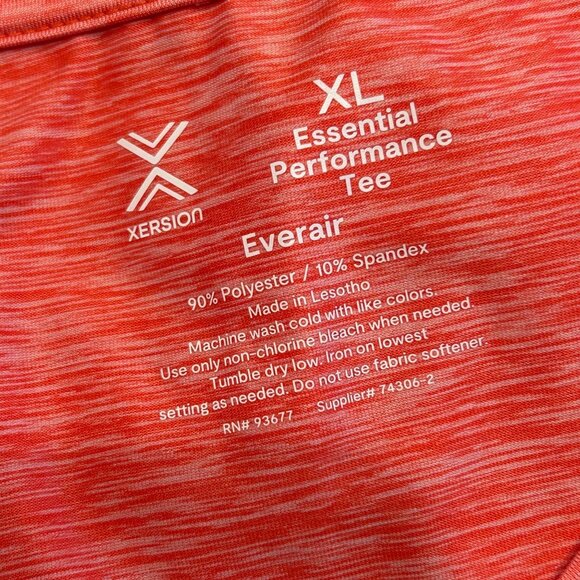 XL
Essential
Performance
Tee
XERSION
Everair
90% Polyester / 10% Spandex
Made in Lesotho
Machine wash cold with like colors.
Use only non-chlorine bleach when needed.
Tumble dry low. Iron on lowest
setting as needed. Do not use fabric softener.
RN# 93677 Supplier# 74306-2